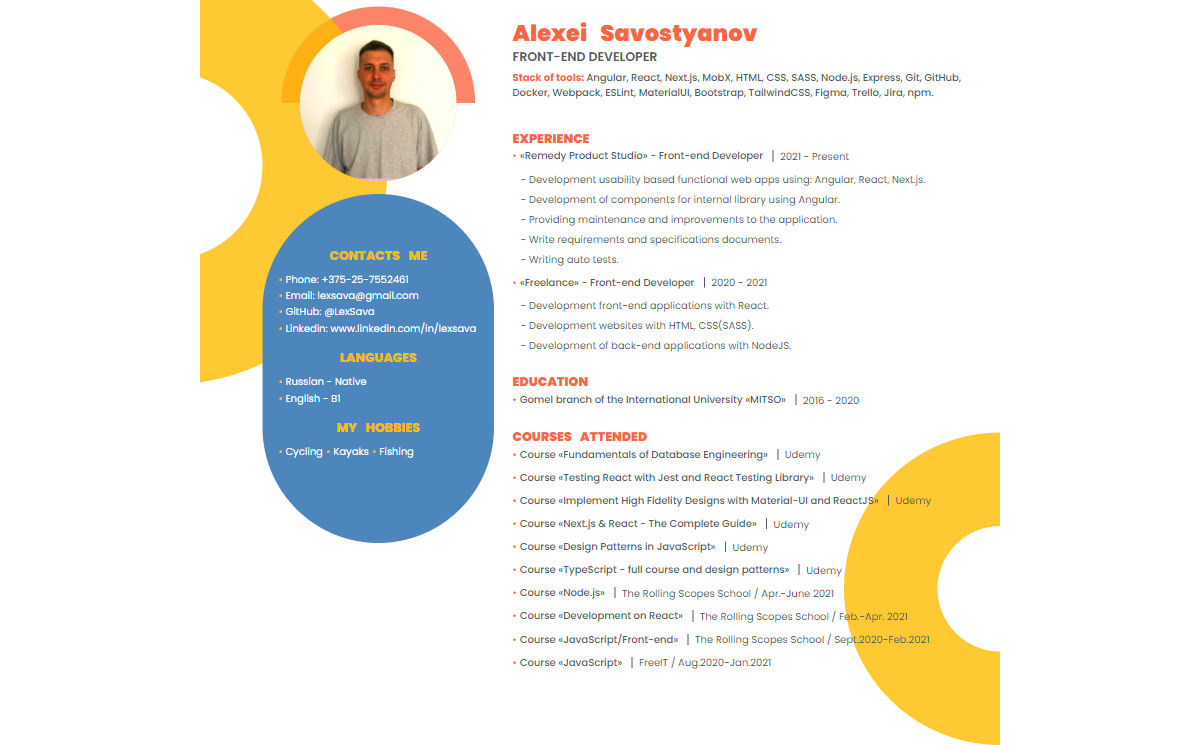 Alexei Savostyanov
FRONT-END DEVELOPER
Stack of tools: Angular, React, Next.js, MobX, HTML, CSS, SASS, Node.js, Express, Git, GitHub,
Docker, Webpack, ESLint, MaterialUI, Bootstrap, TailwindCSS, Figma, Trello, Jira, npm.
CONTACTS ME
• Phone: +375-25-7552461
• Email: lexsava@gmail.com
• GitHub: @LexSava
• Linkedin: www.linkedin.com/in/lexsava
LANGUAGES
• Russian - Native
• English - B1
MY HOBBIES
• Cycling • Kayaks • Fishing
EXPERIENCE
• «Remedy Product Studio» - Front-end Developer | 2021 - Present
- Development usability based functional web apps using: Angular, React, Next.js.
- Development of components for internal library using Angular.
- Providing maintenance and improvements to the application.
- Write requirements and specifications documents.
- Writing auto tests.
• «Freelance» - Front-end Developer | 2020 - 2021
- Development front-end applications with React.
- Development websites with HTML, CSS(SASS).
- Development of back-end applications with NodeJS.
EDUCATION
• Gomel branch of the International University «MITSO» | 2016 - 2020
COURSES ATTENDED
• Course «Fundamentals of Database Engineering» | Udemy
• Course «Testing React with Jest and React Testing Library» | Udemy
• Course «Implement High Fidelity Designs with Material-UI and ReactJS» | Udemy
• Course «Next.js & React - The Complete Guide» | Udemy
• Course «Design Patterns in JavaScript» | Udemy
• Course «TypeScript - full course and design patterns» | Udemy
• Course «Node.js» | The Rolling Scopes School / Apr.-June 2021
• Course «Development on React» | The Rolling Scopes School / Feb.-Apr. 2021
• Course «JavaScript/Front-end» | The Rolling Scopes School / Sept.2020-Feb.2021
• Course «JavaScript» | FreeIT / Aug.2020-Jan.2021